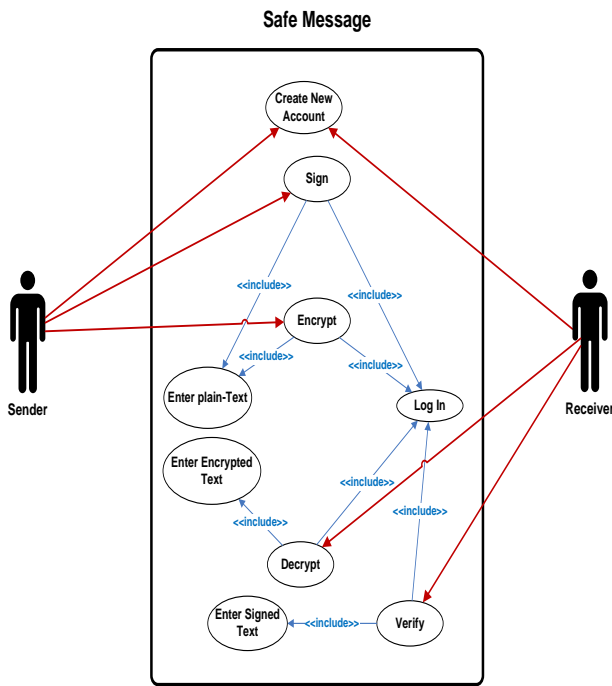 Safe Message
Create New
Account
Sign
<<include>>
<<include>>
Encrypt
<<include>>
<<include>>
Enter plain-Text
Log In
Sender
Receiver
Enter Encrypted
Text
<<include>>
<<include>>
<<include>>
Decrypt
Enter Signed
Text
<<include>>
Verify